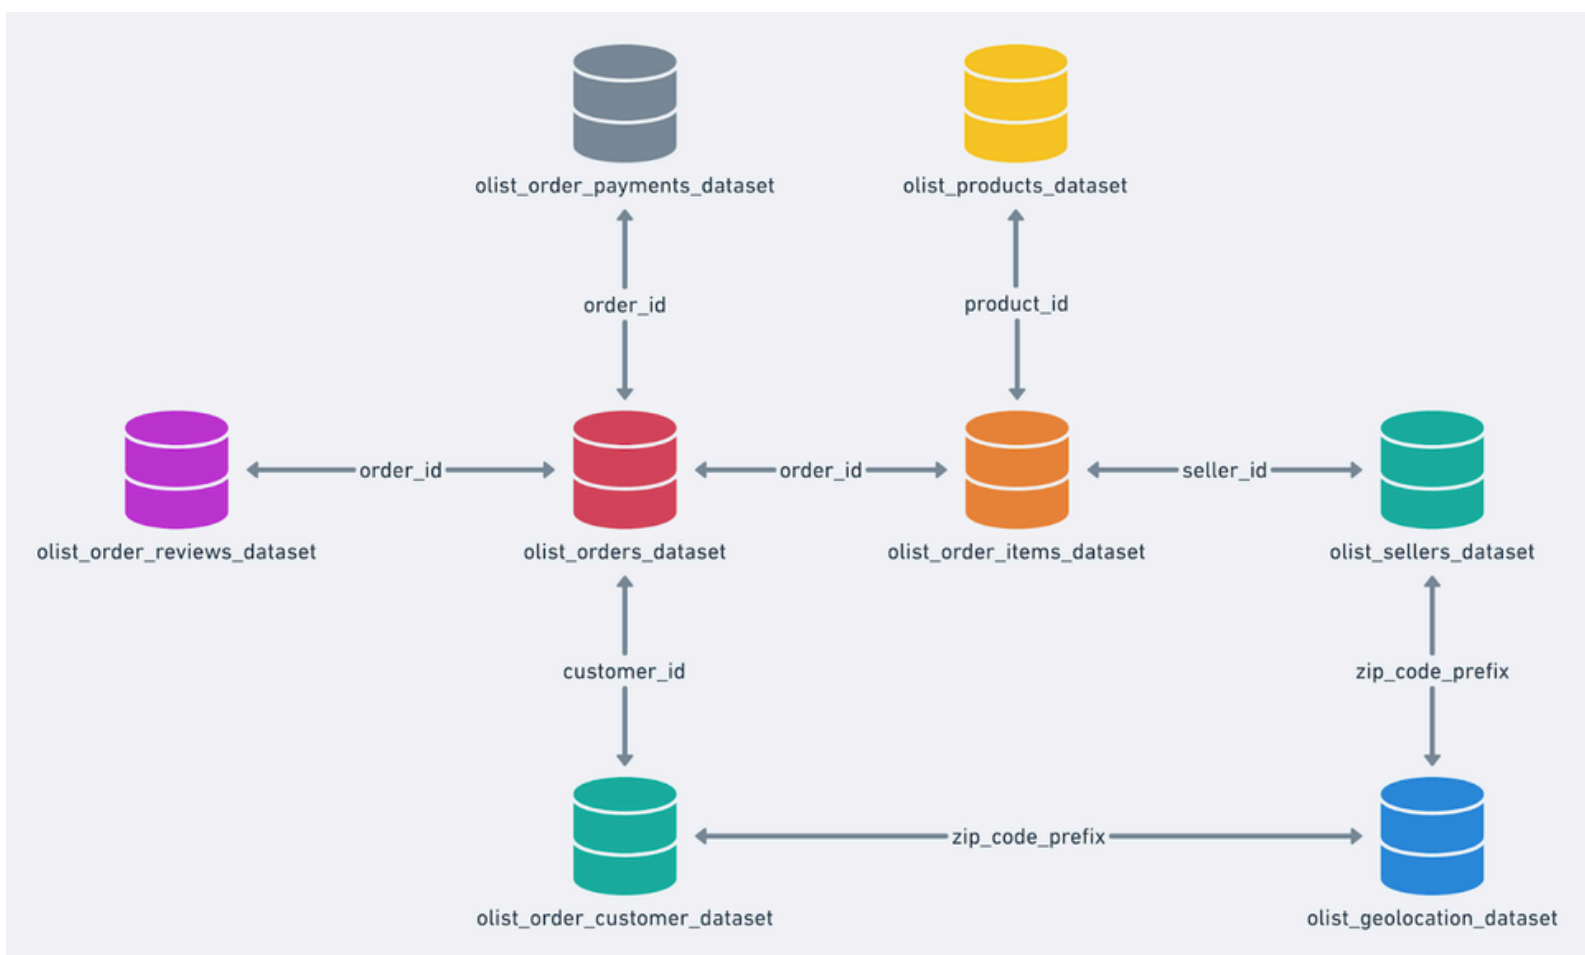 olist_order_payments_dataset
olist_products_dataset
order_id
product_id
order_id
order_id
seller_id
olist_order_reviews_dataset
olist_orders_dataset
olist_order_items_dataset
olist_sellers_dataset
customer_id
zip_code_prefix
zip_code_prefix
olist_order_customer_dataset
olist_geolocation_dataset